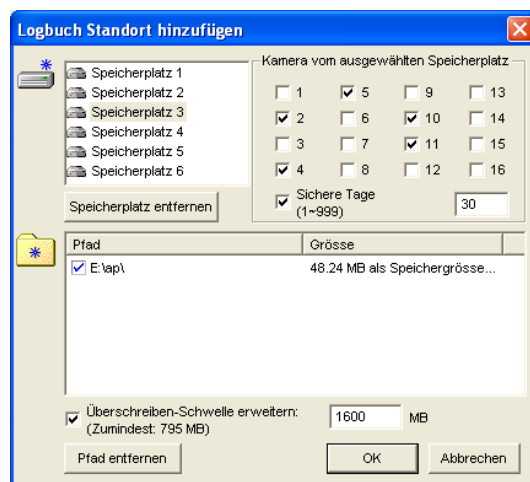 Logbuch Standort hinzufügen
Speicherplatz 1
Speicherplatz 2
Speicherplatz 3
Speicherplatz 4
Speicherplatz 5
Speicherplatz 6
Speicherplatz entfernen
Kamera vom ausgewählten Speicherplatz
1 5 9 13
2 6 10 14
3 7 11 15
4 8 12 16
Sichere Tage
(1~999)
30
Pfad Grösse
E:\ap\ 48.24 MB als Speichergrösse...
Überschreiben-Schwelle erweitern:
(Zumindest: 795 MB)
1600 MB
Pfad entfernen OK Abbrechen